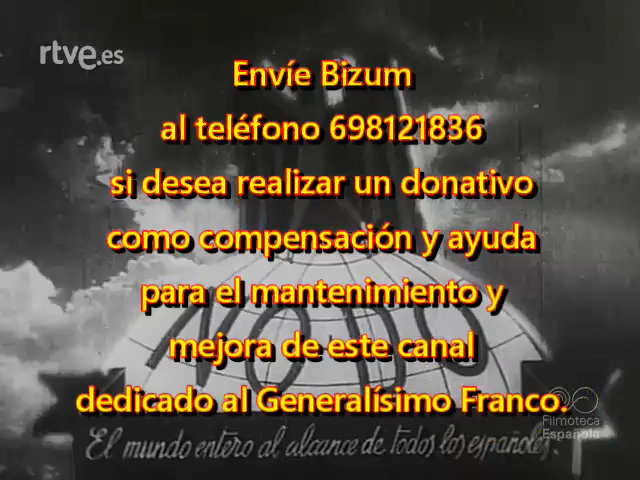 rtve.es
Envíe Bizum
al teléfono 698121836
si desea realizar un donativo
como compensación y ayuda
para el mantenimiento y
NO DO
mejora de este canal
dedicado al Generalísimo Franco.
Filmoteca
Española
El mundo entero al alcance de todos los españoles.